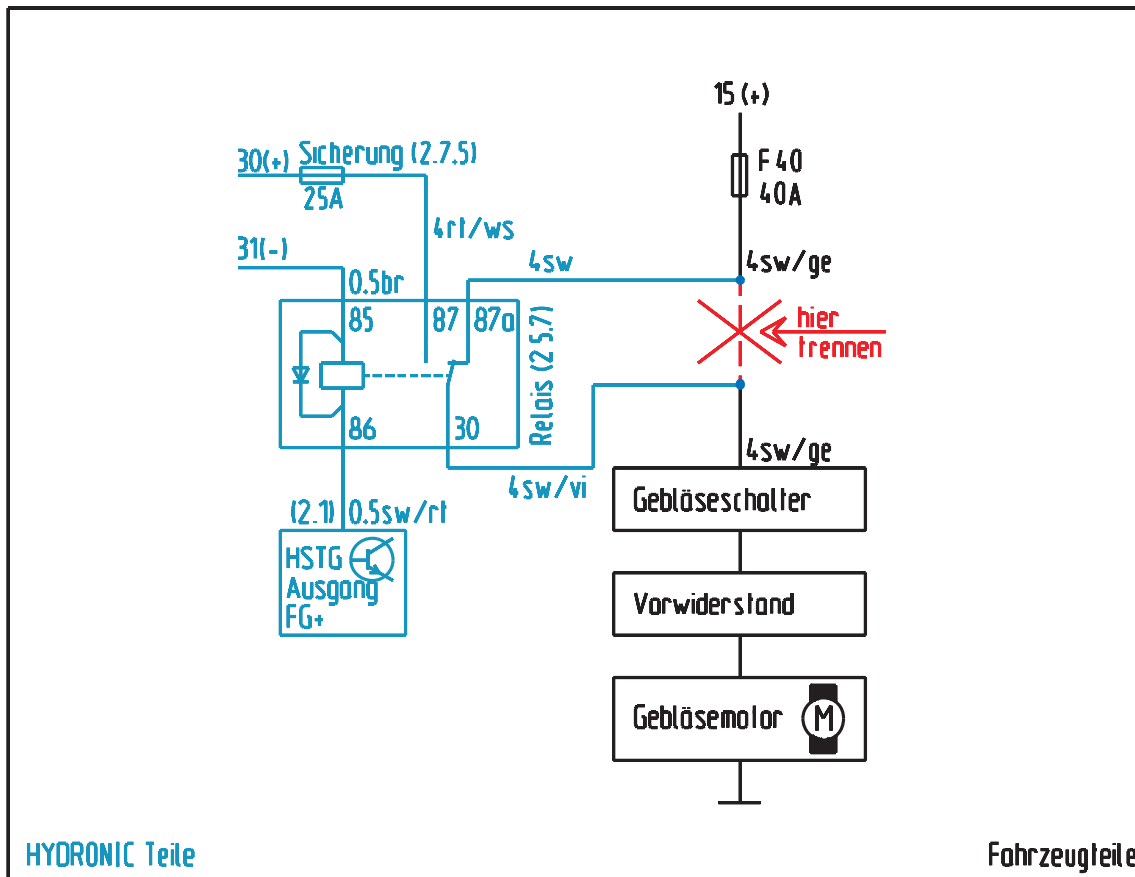 15 (+)
F 40
40A
Sicherung (2.7.5)
30(+)
25A
4rt/ws
31(-)
4sw
4sw/ge
0.5br
85
87
87a
Relais (2 5.7)
hier
trennen
86
30
4sw/ge
4sw/vi
Gebläseschalter
(2.1)
0.5sw/rt
HSTG
Ausgang
FG+
Vorwiderstand
Gebläsemotor
M
HYDRONIC Teile
Fahrzeugteile